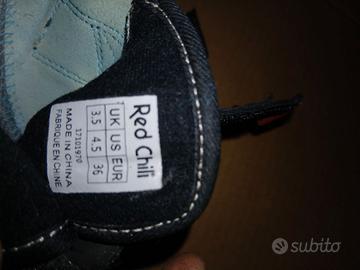 Red Chili
UK US EUR
3.5 4.5 36
17101970
MADE IN CHINA
FABRIQUE EN CHINE
subito